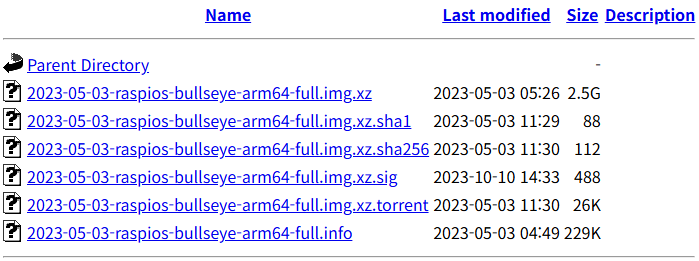 Name Last modified Size Description
Parent Directory -
2023-05-03-raspios-bullseye-arm64-full.img.xz 2023-05-03 05:26 2.5G
2023-05-03-raspios-bullseye-arm64-full.img.xz.sha1 2023-05-03 11:29 88
2023-05-03-raspios-bullseye-arm64-full.img.xz.sha256 2023-05-03 11:30 112
2023-05-03-raspios-bullseye-arm64-full.img.xz.sig 2023-10-10 14:33 488
2023-05-03-raspios-bullseye-arm64-full.img.xz.torrent 2023-05-03 11:30 26K
2023-05-03-raspios-bullseye-arm64-full.info 2023-05-03 04:49 229K